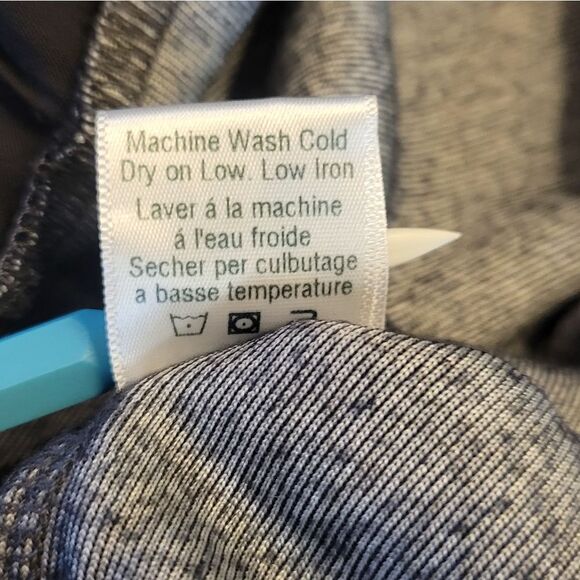 Machine Wash Cold
Dry on Low. Low Iron
Laver á la machine
á l'eau froide
Secher per culbutage
a basse temperature